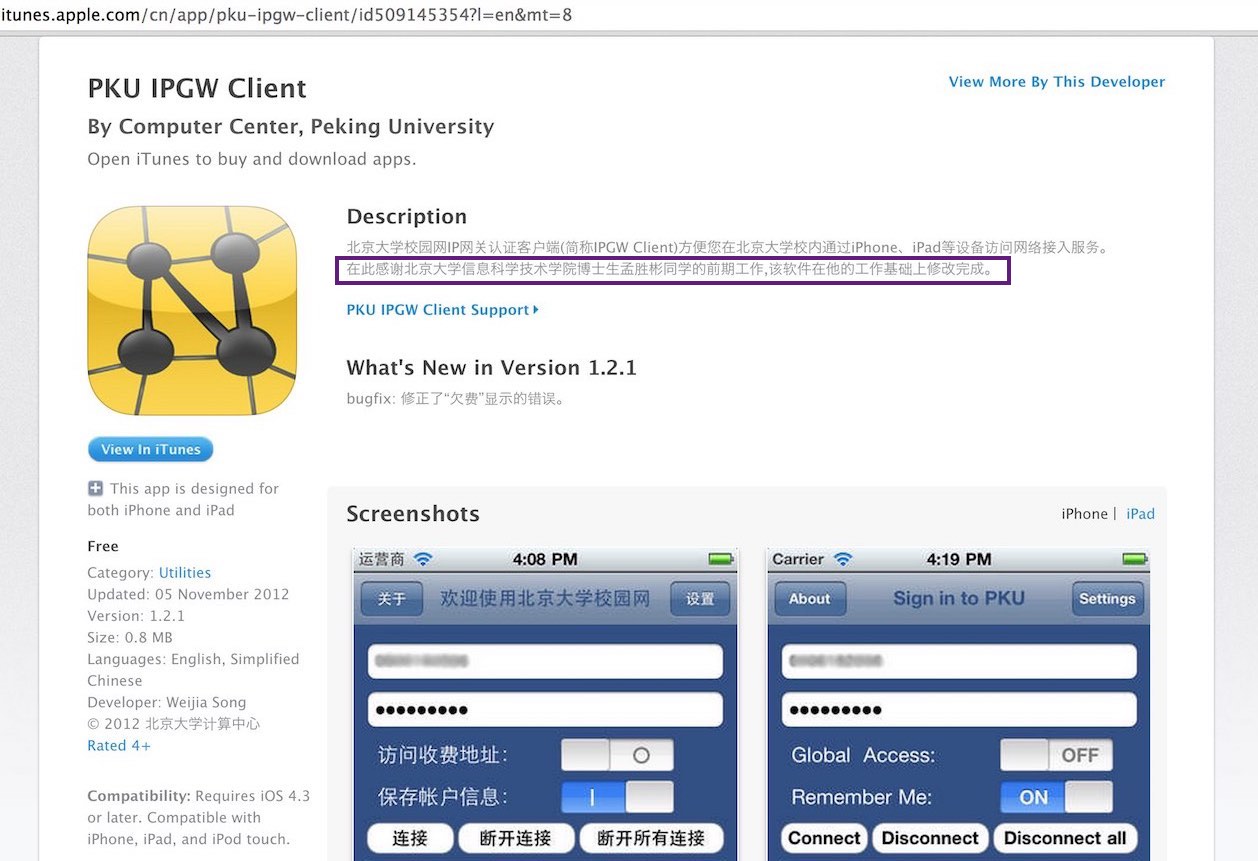 itunes.apple.com/cn/app/pku-ipgw-client/id509145354?l=en&mt=8
PKU IPGW Client
View More By This Developer
By Computer Center, Peking University
Open iTunes to buy and download apps.
Description
北京大学校园网IP网关认证客户端(简称IPGW Client)方便您在北京大学校内通过iPhone、iPad等设备访问网络接入服务。
在此感谢北京大学信息科学技术学院博士生孟胜彬同学的前期工作,该软件在他的工作基础上修改完成。
PKU IPGW Client Support
What's New in Version 1.2.1
bugfix: 修正了“欠费”显示的错误。
View In iTunes
This app is designed for
both iPhone and iPad
Free
Category: Utilities
Updated: 05 November 2012
Version: 1.2.1
Size: 0.8 MB
Languages: English, Simplified
Chinese
Developer: Weijia Song
© 2012 北京大学计算中心
Rated 4+
Compatibility: Requires iOS 4.3
or later. Compatible with
iPhone, iPad, and iPod touch.
Screenshots
iPhone | iPad
运营商 4:08 PM
关于 欢迎使用北京大学校园网 设置
●●●●●●●●●
访问收费地址:
保存帐户信息:
连接 断开连接 断开所有连接
Carrier 4:19 PM
About Sign in to PKU Settings
●●●●●●●●●
Global Access: OFF
Remember Me: ON
Connect Disconnect Disconnect all